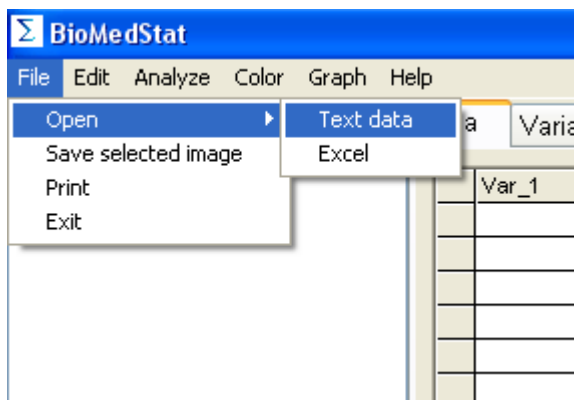 Σ BioMedStat
File Edit Analyze Color Graph Help
Open
Text data
Save selected image
Excel
Print
Exit
Var_1